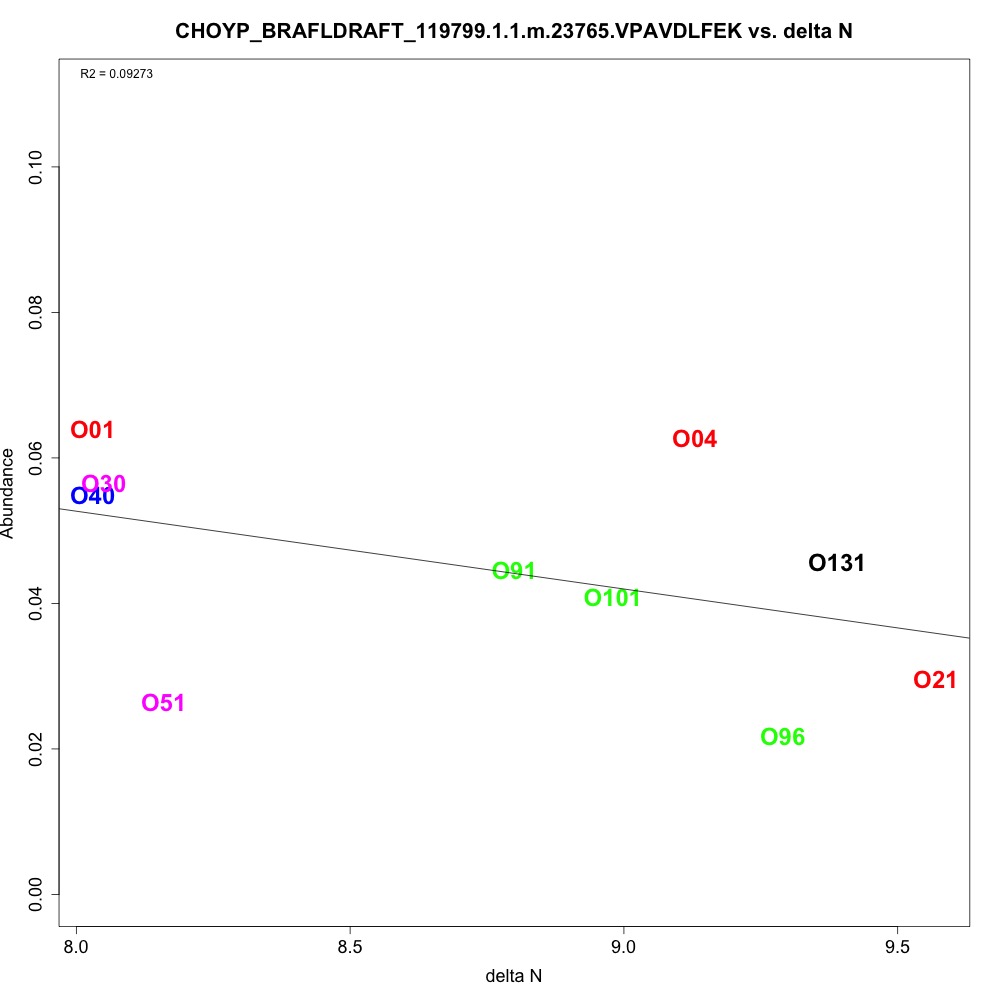 CHOYP_BRAFLDRAFT_119799.1.1.m.23765.VPAVDLFEK vs. delta N
R2 = 0.09273
0.10
0.08
0.06
0.04
0.02
0.00
Abundance
O01
O04
O30
O40
O131
O91
O101
O21
O51
O96
8.0
8.5
9.0
9.5
delta N